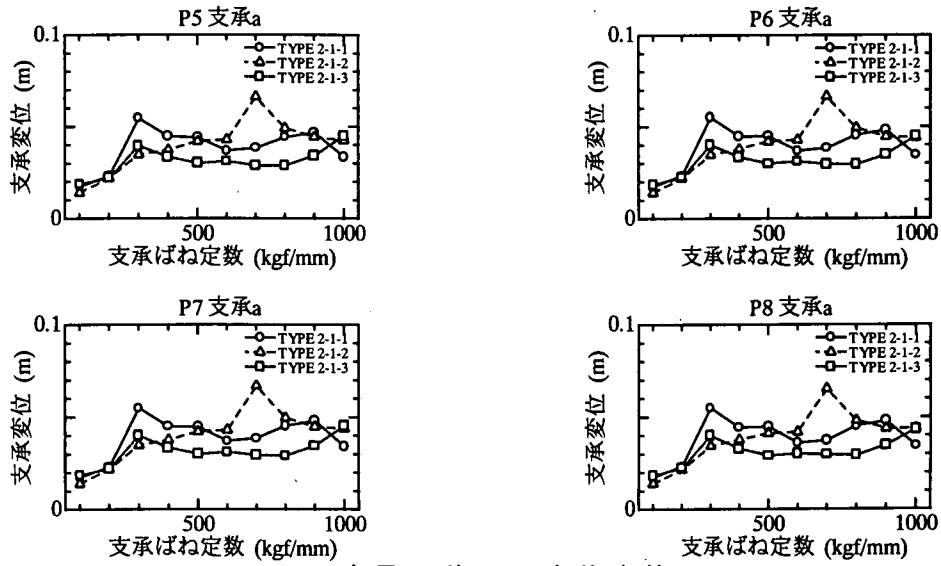 P5 支承a
0.1
TYPE 2-1-1
TYPE 2-1-2
TYPE 2-1-3
支承変位 (m)
0
500
1000
支承ばね定数 (kgf/mm)
P6 支承a
0.1
TYPE 2-1-1
TYPE 2-1-2
TYPE 2-1-3
支承変位 (m)
0
500
1000
支承ばね定数 (kgf/mm)
P7 支承a
0.1
TYPE 2-1-1
TYPE 2-1-2
TYPE 2-1-3
支承変位 (m)
0
500
1000
支承ばね定数 (kgf/mm)
P8 支承a
0.1
TYPE 2-1-1
TYPE 2-1-2
TYPE 2-1-3
支承変位 (m)
0
500
1000
支承ばね定数 (kgf/mm)